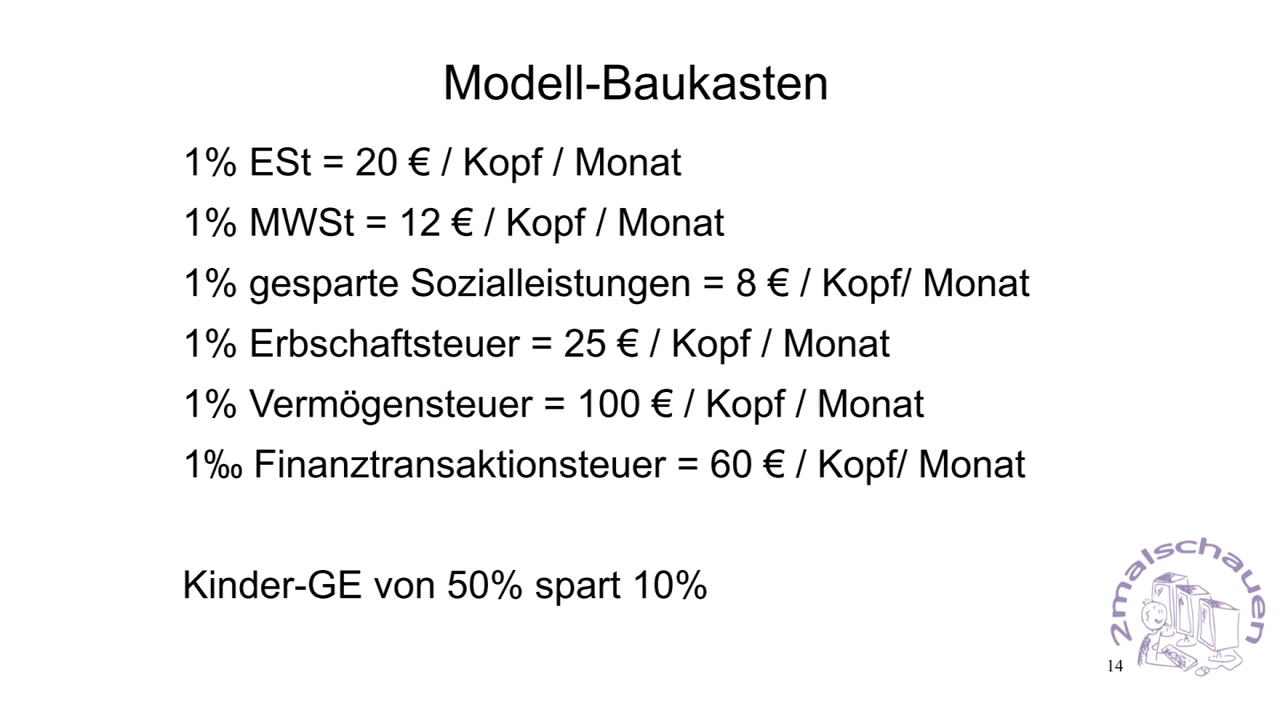 Modell-Baukasten
1% ESt = 20 € / Kopf / Monat
1% MWSt = 12 € / Kopf / Monat
1% gesparte Sozialleistungen = 8 € / Kopf/ Monat
1% Erbschaftsteuer = 25 € / Kopf / Monat
1% Vermögensteuer = 100 € / Kopf / Monat
1‰ Finanztransaktionsteuer = 60 € / Kopf/ Monat
Kinder-GE von 50% spart 10%
2malschauen
14